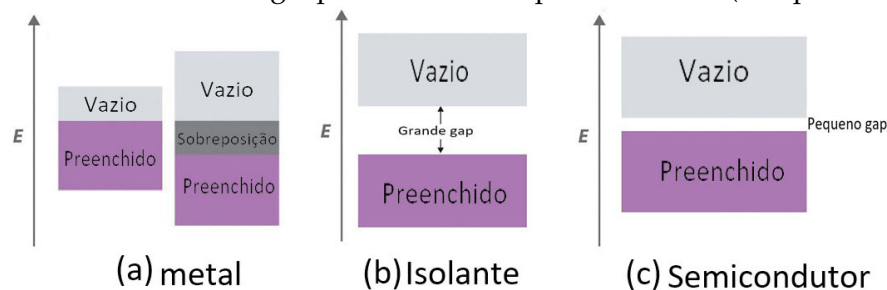 E
Vazio
Preenchido
Vazio
Sobreposição
Preenchido
(a) metal
E
Vazio
Grande gap
Preenchido
(b) Isolante
E
Vazio
Pequeno gap
Preenchido
(c) Semicondutor